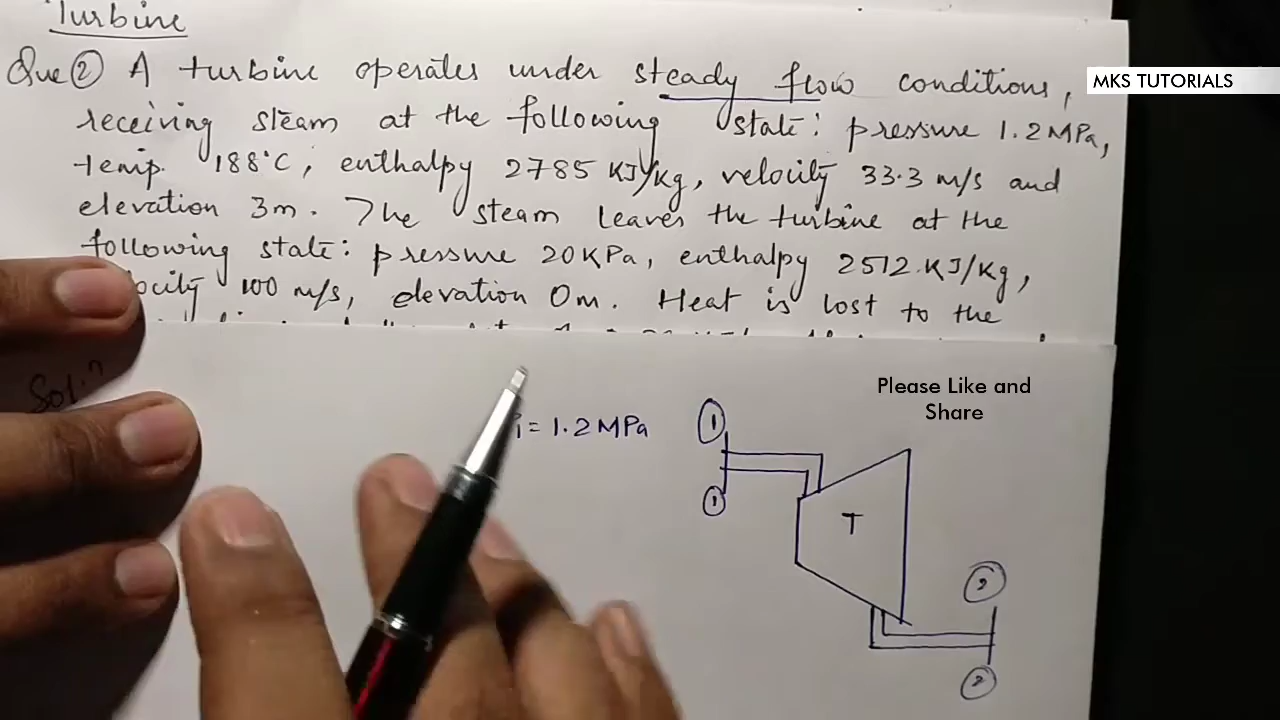 Turbine
Que ② A turbine operates under steady flow conditions,
receiving steam at the following state: pressure 1.2 MPa,
temp. 188°C, enthalpy 2785 KJ/Kg, velocity 33.3 m/s and
elevation 3m. The steam leaves the turbine at the
following state: pressure 20 KPa, enthalpy 2512 KJ/Kg,
100 m/s, elevation 0m. Heat is lost to the
MKS TUTORIALS
Please Like and
Share
Sol.n
= 1.2 MPa
①
①
T
②
②